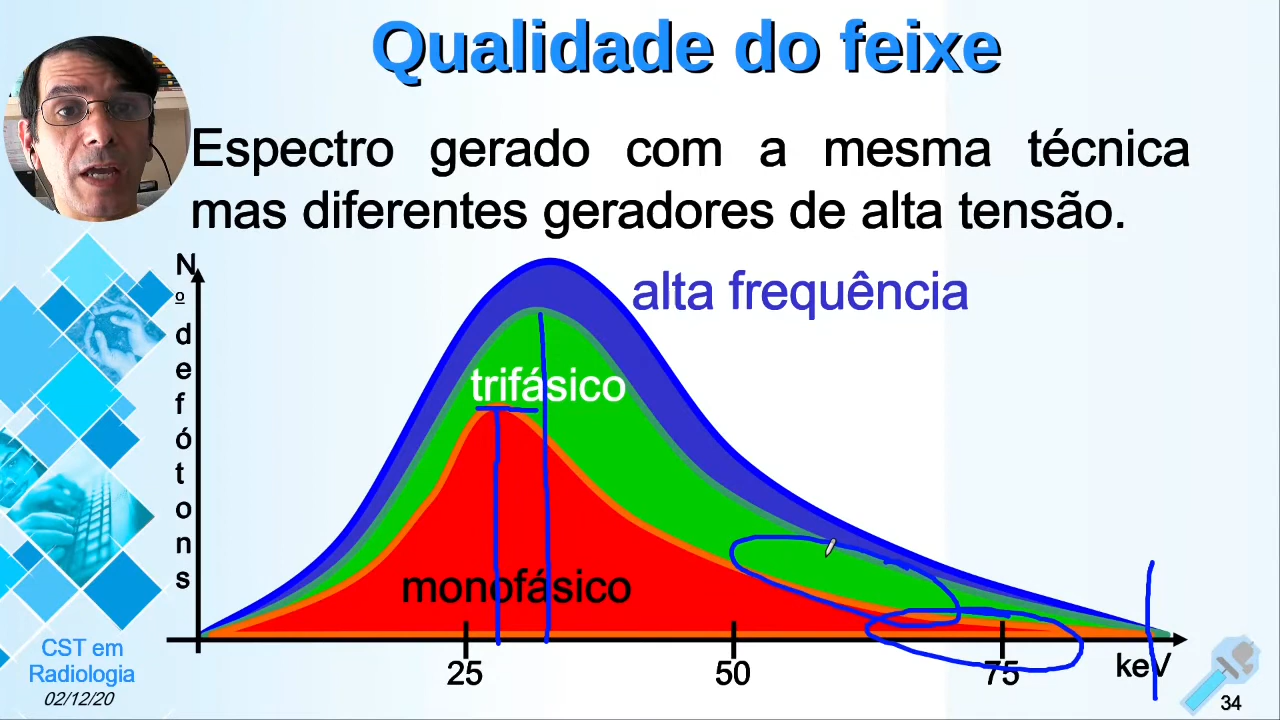 Qualidade do feixe
Espectro gerado com a mesma técnica
mas diferentes geradores de alta tensão.
Nº de fótons
alta frequência
trifásico
monofásico
25
50
75
keV
CST em
Radiologia
02/12/20
34